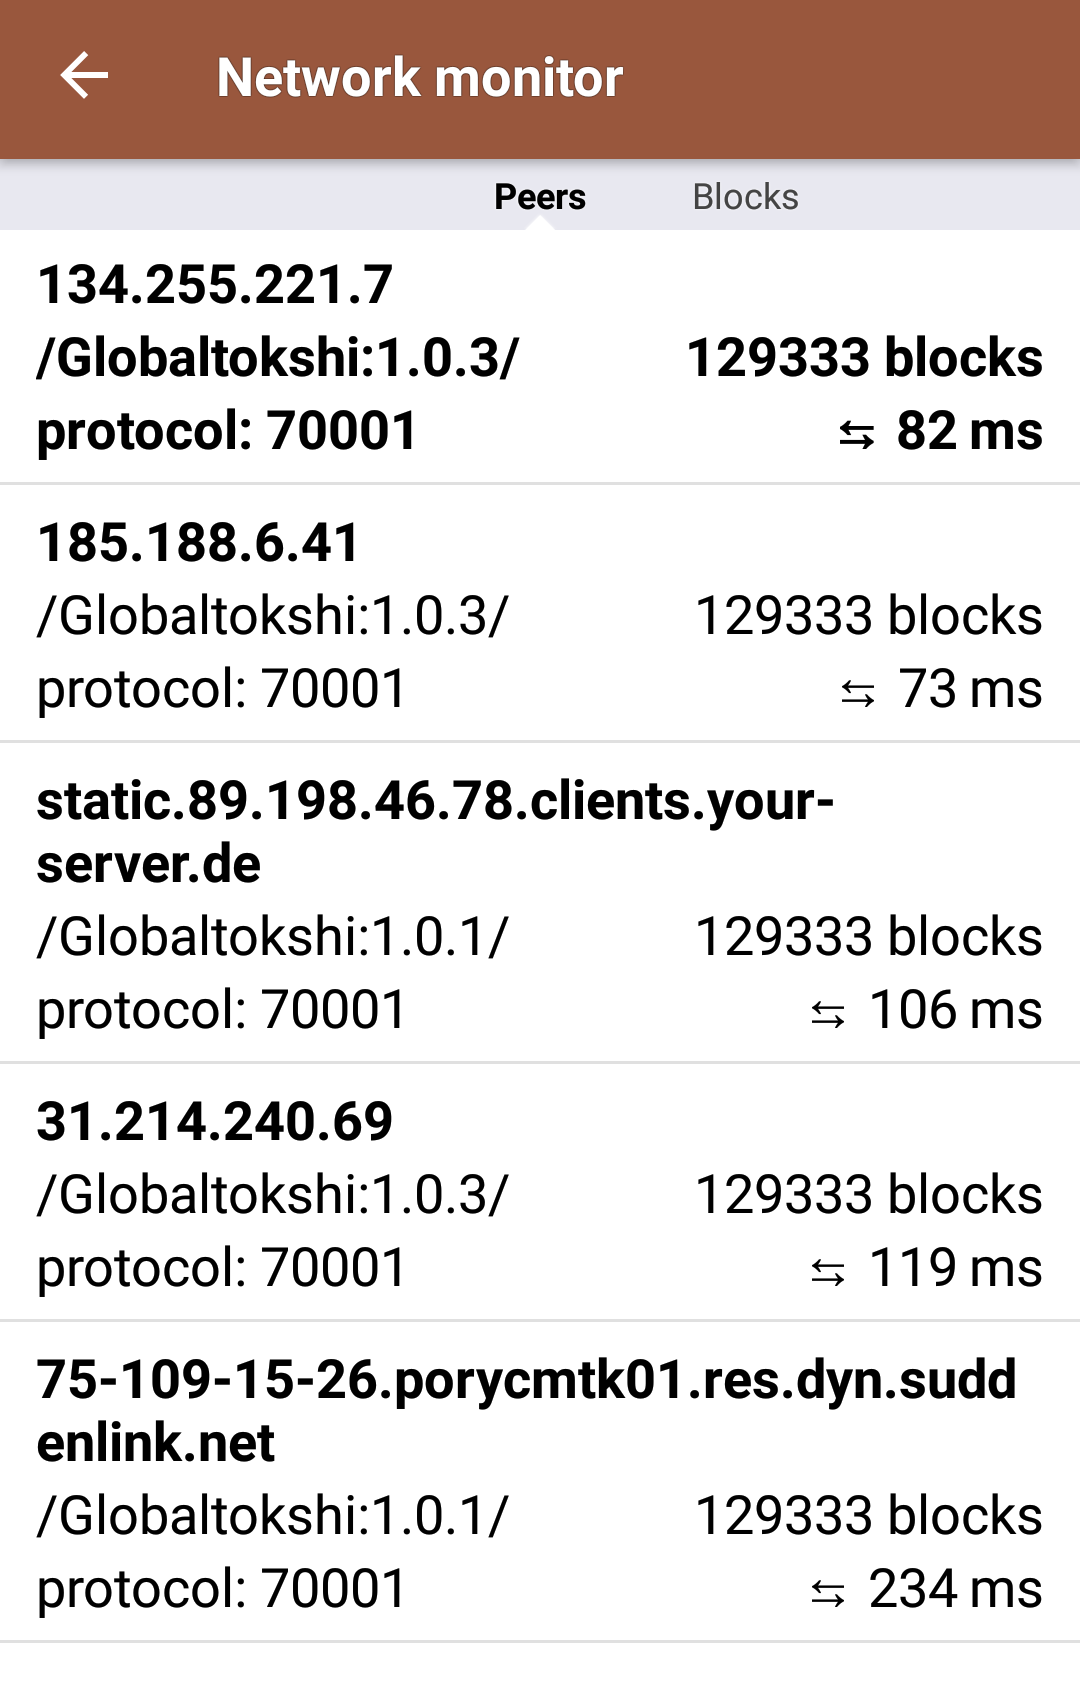 Network monitor
Peers Blocks
134.255.221.7
/Globaltokshi:1.0.3/ 129333 blocks
protocol: 70001 ⇆ 82 ms
185.188.6.41
/Globaltokshi:1.0.3/ 129333 blocks
protocol: 70001 ⇆ 73 ms
static.89.198.46.78.clients.your-
server.de
/Globaltokshi:1.0.1/ 129333 blocks
protocol: 70001 ⇆ 106 ms
31.214.240.69
/Globaltokshi:1.0.3/ 129333 blocks
protocol: 70001 ⇆ 119 ms
75-109-15-26.porycmtk01.res.dyn.sudd
enlink.net
/Globaltokshi:1.0.1/ 129333 blocks
protocol: 70001 ⇆ 234 ms